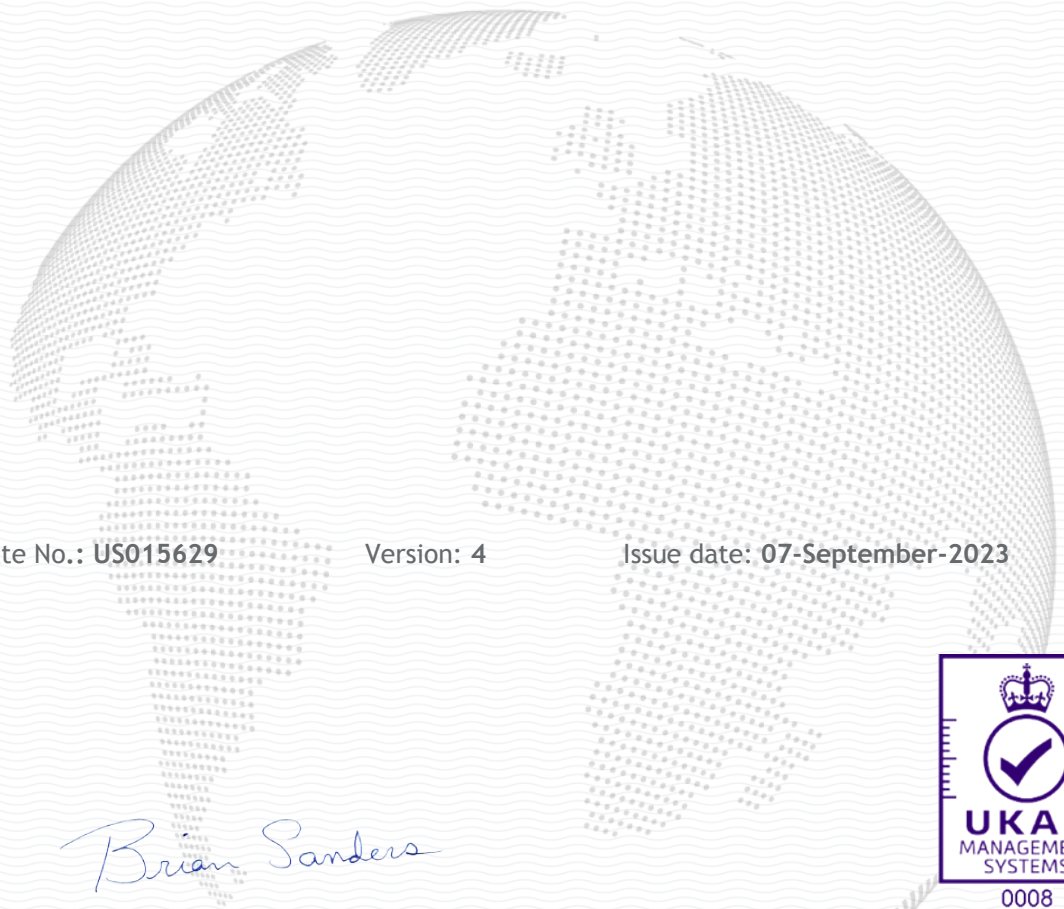 te No.: US015629 Version: 4 Issue date: 07-September-2023
Brian Sanders
UKA
MANAGEME
SYSTEMS
0008